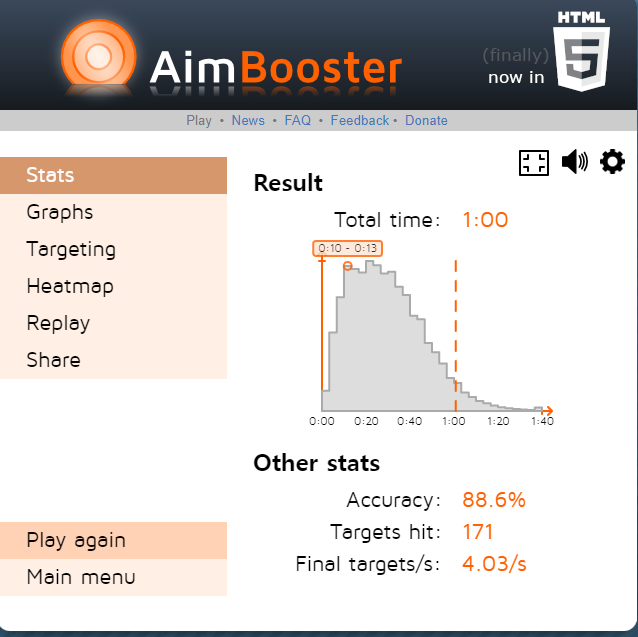 HTML
5
(finally)
now in
AimBooster
Play • News • FAQ • Feedback • Donate
Stats
Graphs
Targeting
Heatmap
Replay
Share
Play again
Main menu
Result
Total time: 1:00
0:10 - 0:13
0:00 0:20 0:40 1:00 1:20 1:40
Other stats
Accuracy: 88.6%
Targets hit: 171
Final targets/s: 4.03/s